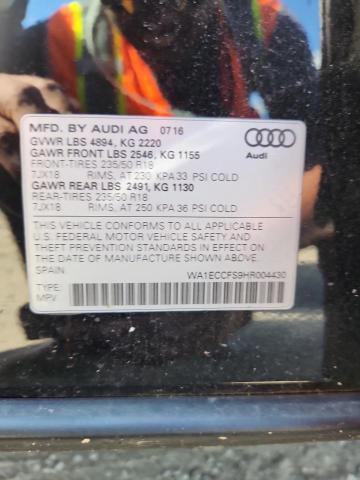 MFD. BY AUDI AG 0716
GVWR LBS 4894, KG 2220
GAWR FRONT LBS 2546, KG 1155
FRONT-TIRES 235/50 R18
7JX18 RIMS, AT 230 KPA 33 PSI COLD
GAWR REAR LBS 2491, KG 1130
REAR-TIRES 235/50 R18
7JX18 RIMS, AT 250 KPA 36 PSI COLD
Audi
THIS VEHICLE CONFORMS TO ALL APPLICABLE
U.S. FEDERAL MOTOR VEHICLE SAFETY AND
THEFT PREVENTION STANDARDS IN EFFECT ON
THE DATE OF MANUFACTURE SHOWN ABOVE.
WA1ECCFS9HR004430
TYPE:
MPV